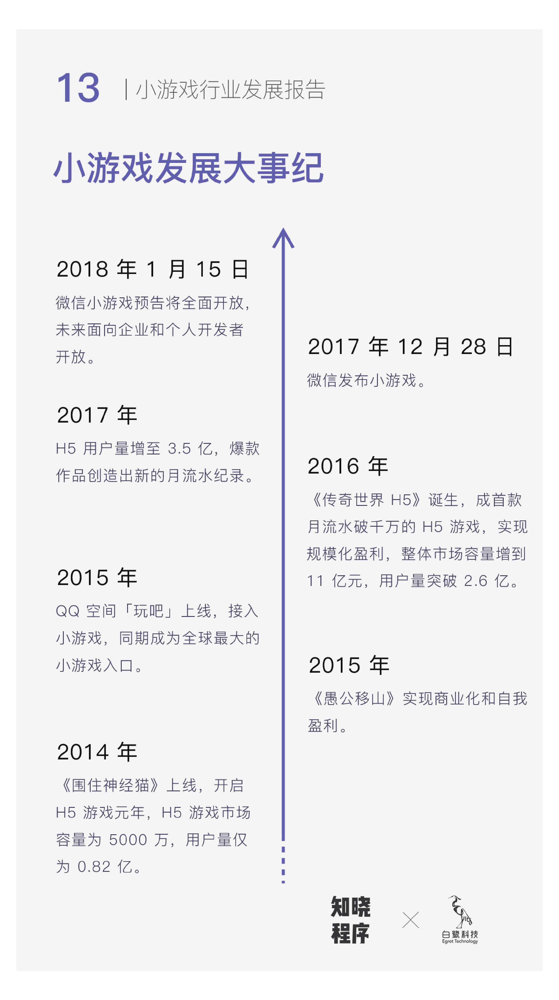 13
小游戏行业发展报告
小游戏发展大事纪
2018 年 1 月 15 日
微信小游戏预告将全面开放，
未来面向企业和个人开发者
开放。
2017 年 12 月 28 日
微信发布小游戏。
2017 年
H5 用户量增至 3.5 亿，爆款
作品创造出新的月流水纪录。
2016 年
《传奇世界 H5》诞生，成首款
月流水破千万的 H5 游戏，实现
规模化盈利，整体市场容量增到
11 亿元，用户量突破 2.6 亿。
2015 年
QQ 空间「玩吧」上线，接入
小游戏，同期成为全球最大的
小游戏入口。
2015 年
《愚公移山》实现商业化和自我
盈利。
2014 年
《围住神经猫》上线，开启
H5 游戏元年，H5 游戏市场
容量为 5000 万，用户量仅
为 0.82 亿。
知晓
程序
白鹭科技
Egret Technology